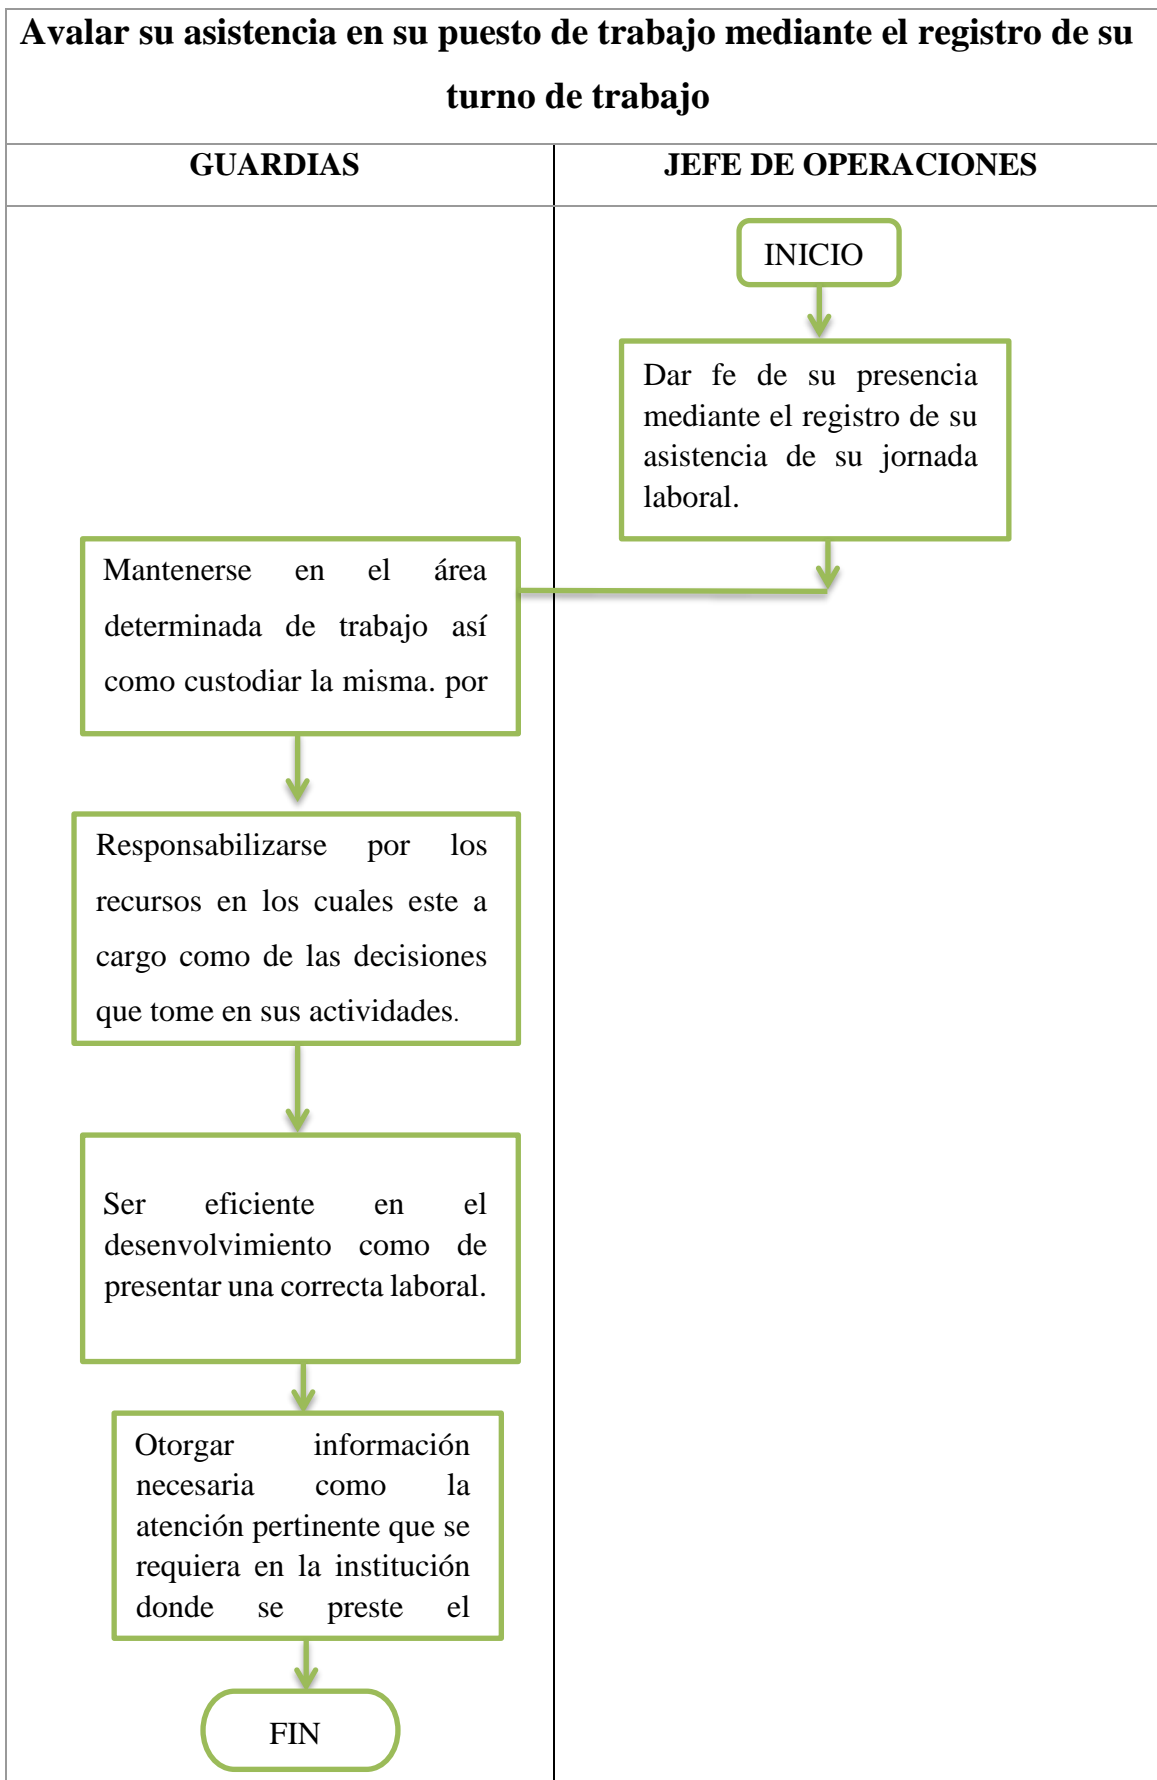 Avalar su asistencia en su puesto de trabajo mediante el registro de su
turno de trabajo
GUARDIAS
JEFE DE OPERACIONES
INICIO
Dar fe de su presencia
mediante el registro de su
asistencia de su jornada
laboral.
Mantenerse en el área
determinada de trabajo así
como custodiar la misma. por
Responsabilizarse por los
recursos en los cuales este a
cargo como de las decisiones
que tome en sus actividades.
Ser eficiente en el
desenvolvimiento como de
presentar una correcta laboral.
Otorgar información
necesaria como la
atención pertinente que se
requiera en la institución
donde se preste el
FIN